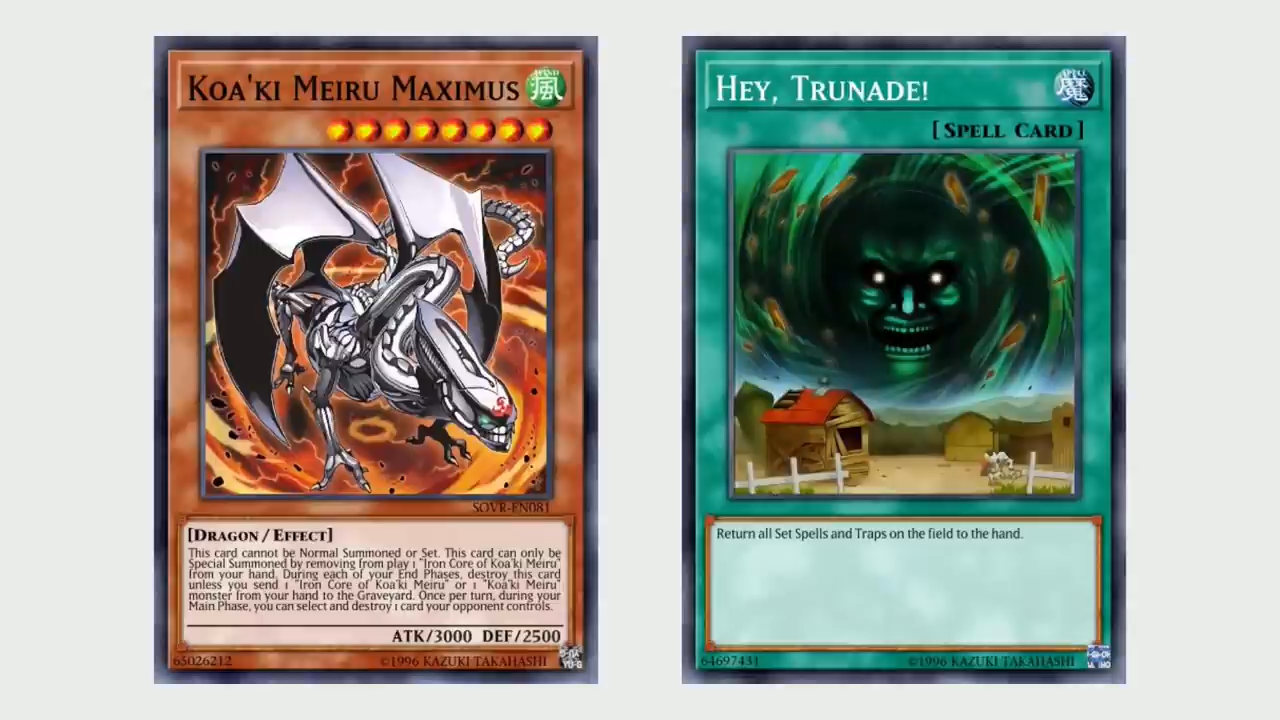 KOA'KI MEIRU MAXIMUS
WIND
風
SOVR-EN081
[DRAGON / EFFECT]
This card cannot be Normal Summoned or Set. This card can only be
Special Summoned by removing from play 1 "Iron Core of Koa'ki Meiru"
from your hand. During each of your End Phases, destroy this card
unless you send 1 "Iron Core of Koa'ki Meiru" or 1 "Koa'ki Meiru"
monster from your hand to the Graveyard. Once per turn, during your
Main Phase, you can select and destroy 1 card your opponent controls.
ATK/3000 DEF/2500
65026212
©1996 KAZUKI TAKAHASHI
HEY, TRUNADE!
SPELL
魔
[SPELL CARD]
Return all Set Spells and Traps on the field to the hand.
64697431
©1996 KAZUKI TAKAHASHI